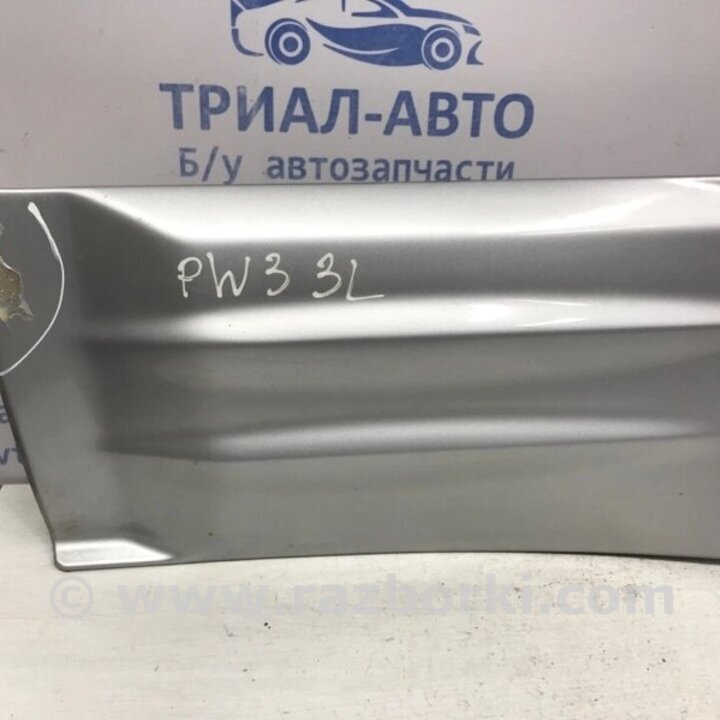 ТРИАЛ-АВТО
Б/у автозапчасти
PW3 3L
© www.razborki.com